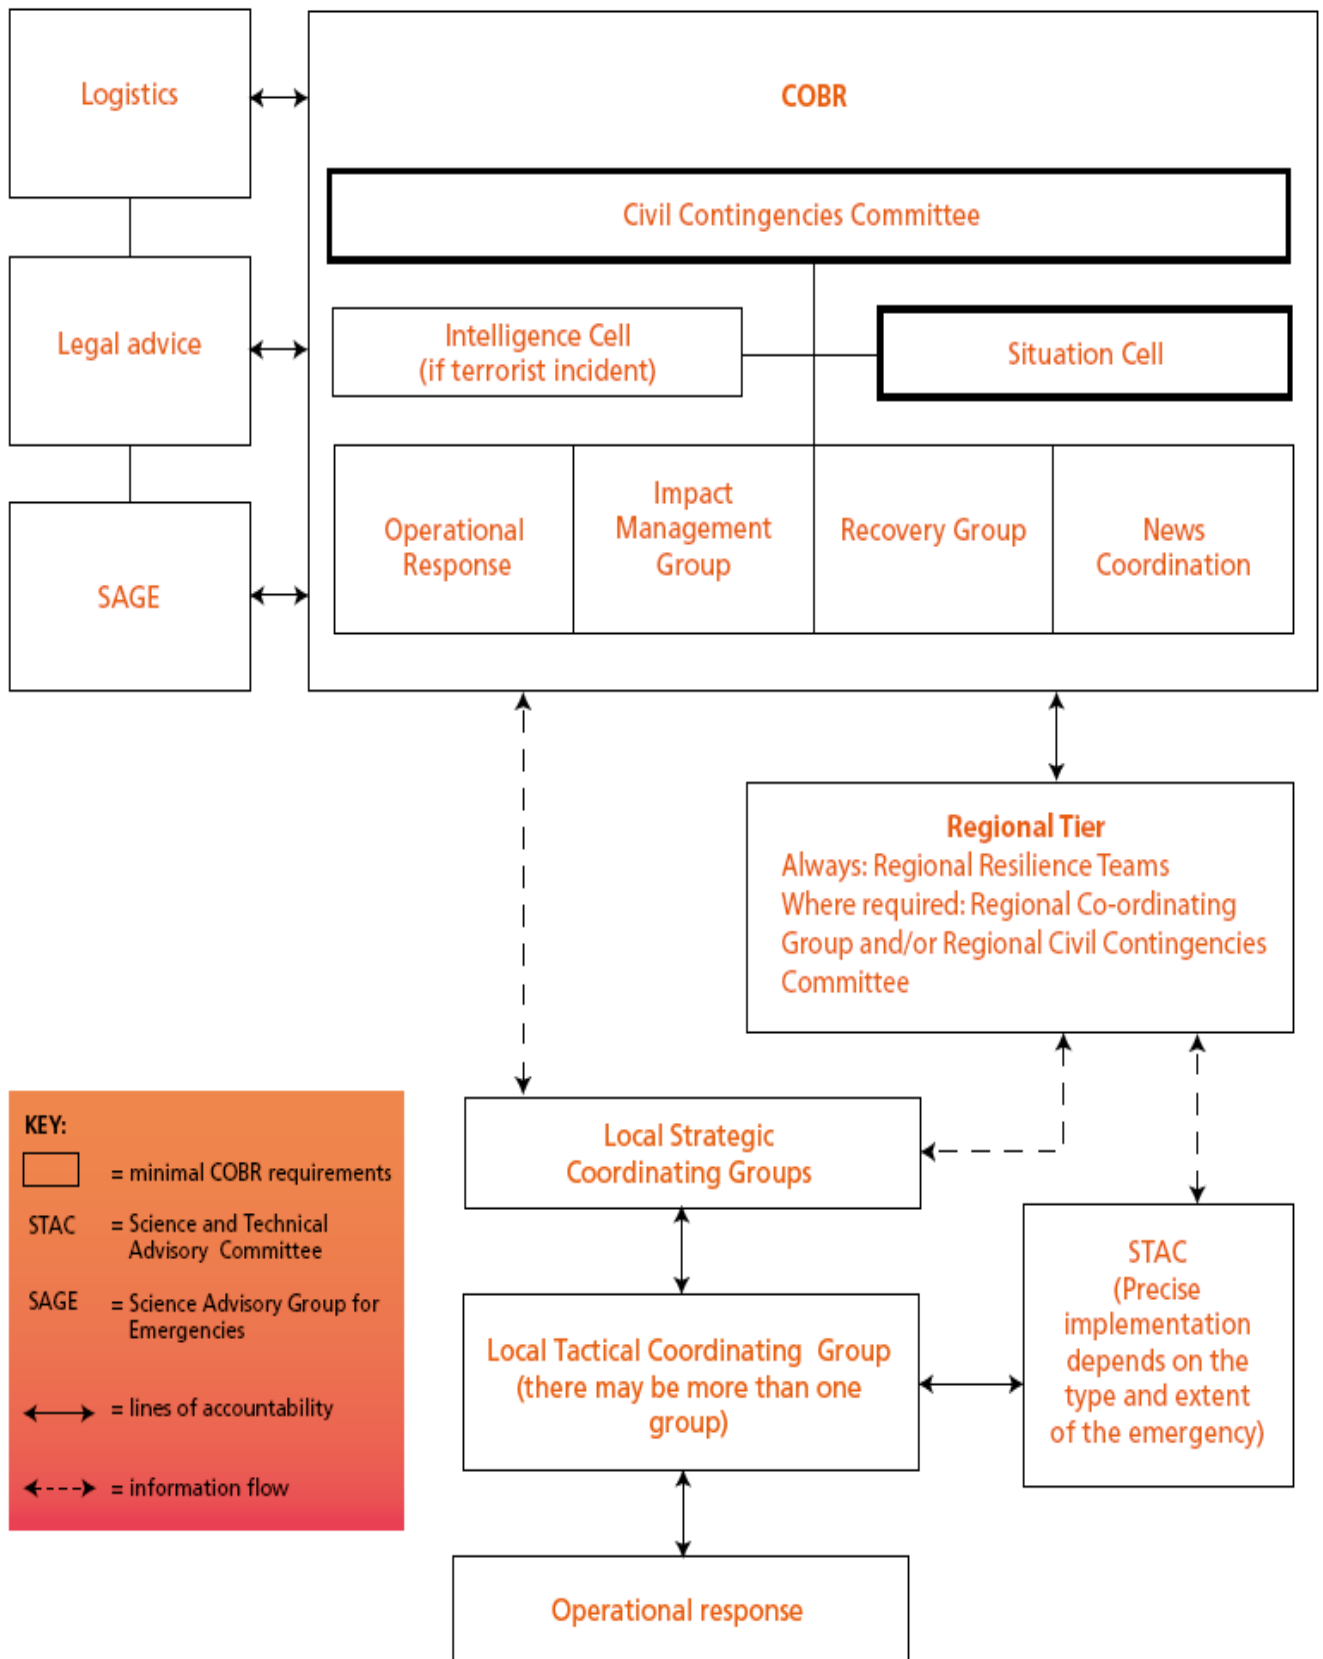 Logistics
COBR
Civil Contingencies Committee
Legal advice
Intelligence Cell
(if terrorist incident)
Situation Cell
SAGE
Operational
Response
Impact
Management
Group
Recovery Group
News
Coordination
Regional Tier
Always: Regional Resilience Teams
Where required: Regional Co-ordinating
Group and/or Regional Civil Contingencies
Committee
Local Strategic
Coordinating Groups
Local Tactical Coordinating Group
(there may be more than one
group)
STAC
(Precise
implementation
depends on the
type and extent
of the emergency)
Operational response
KEY:
= minimal COBR requirements
STAC = Science and Technical
Advisory Committee
SAGE = Science Advisory Group for
Emergencies
= lines of accountability
= information flow